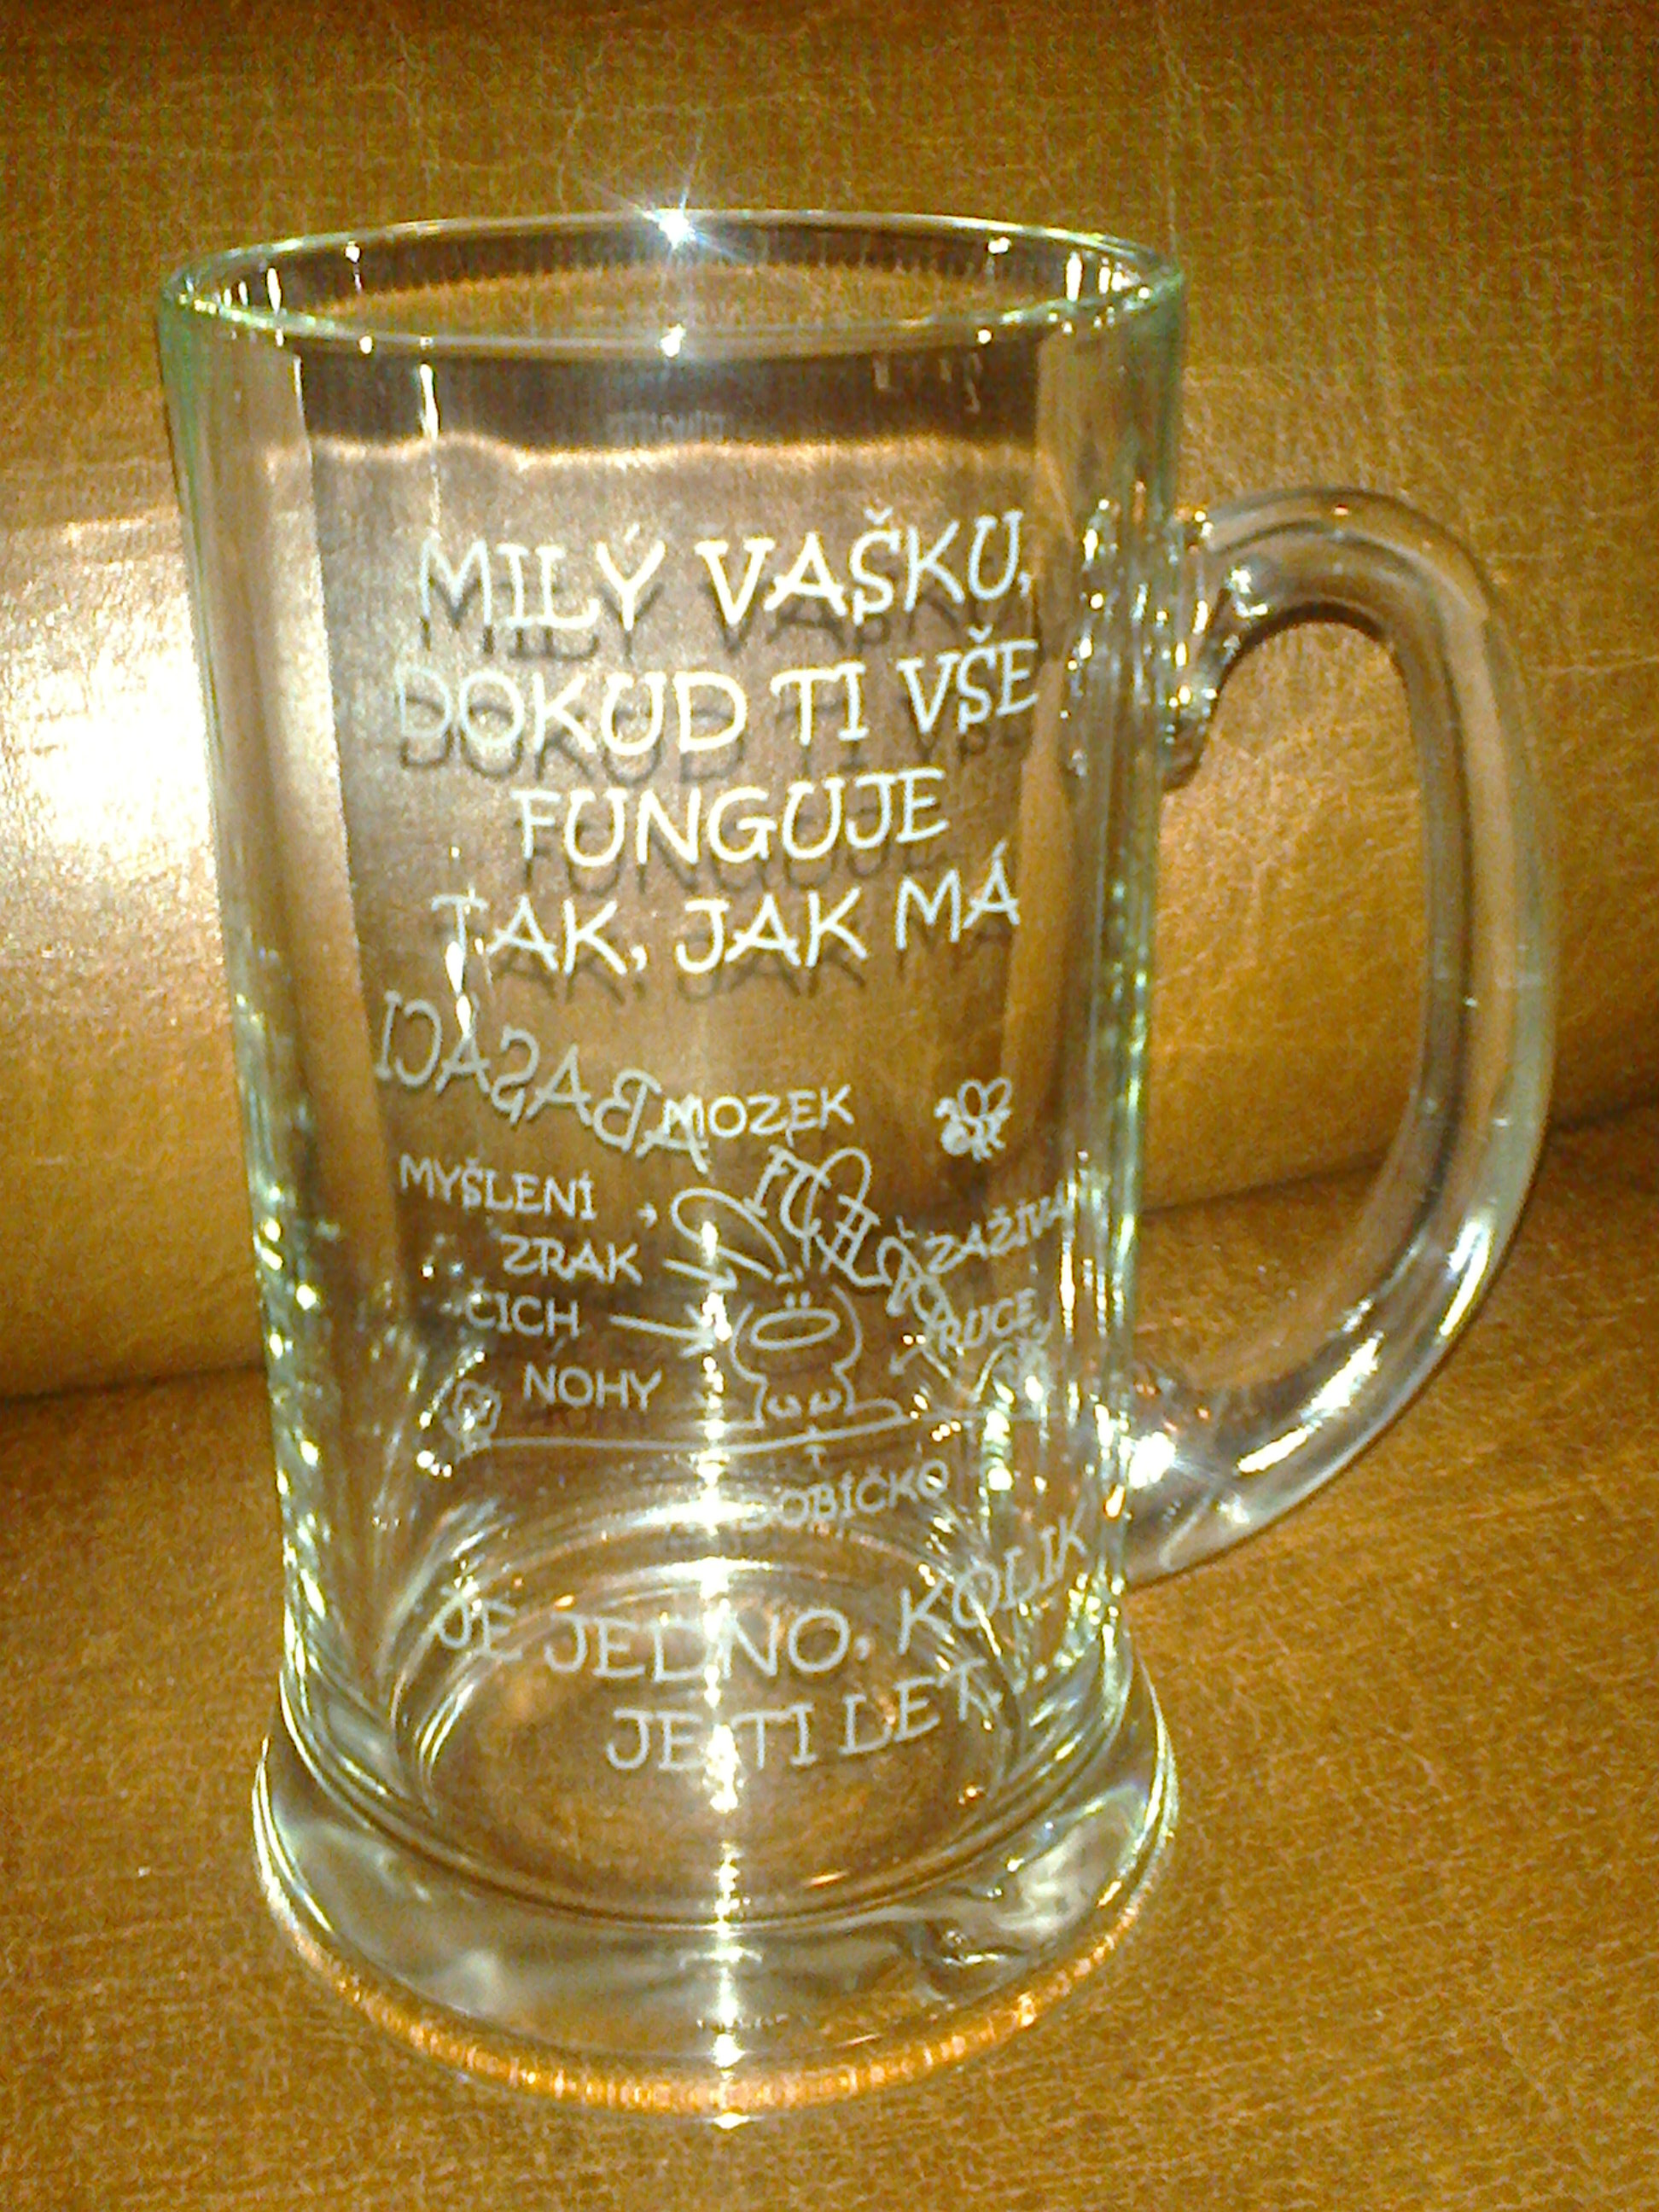 MILÝ VAŠKU,
DOKUD TI VŠE
FUNGUJE
TAK, JAK MÁ
MOZEK
MYŠLENÍ
ZRAK
ČICH
NOHY
RUCE
JE JEDNO, KOLIK
JE TI LET